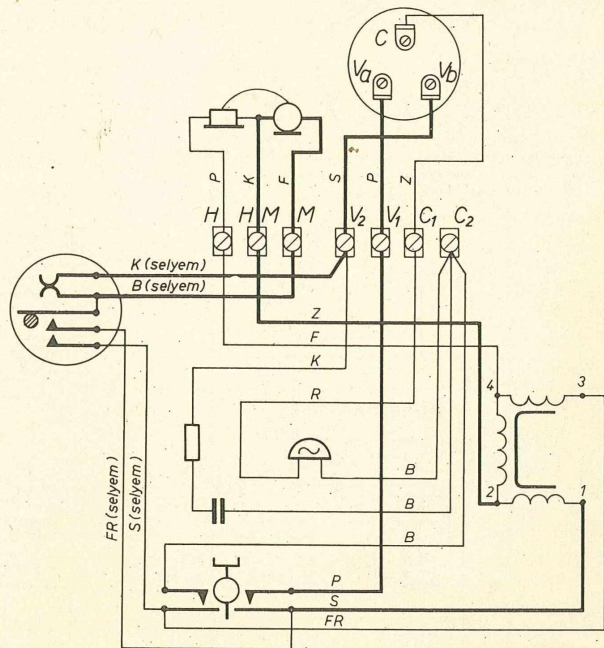 C
Va Vb
P K F S P Z
H H M M V2 V1 C1 C2
K (selyem)
B (selyem)
Z
F
K
4 3
R
B
2 1
B
B
FR (selyem)
S (selyem)
P
S
FR